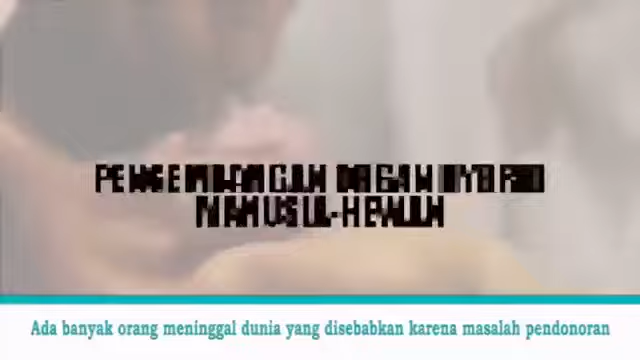 PENGEMBANGAN ORGAN HYBRID
MANUSIA-HEWAN
Ada banyak orang meninggal dunia yang disebabkan karena masalah pendonoran